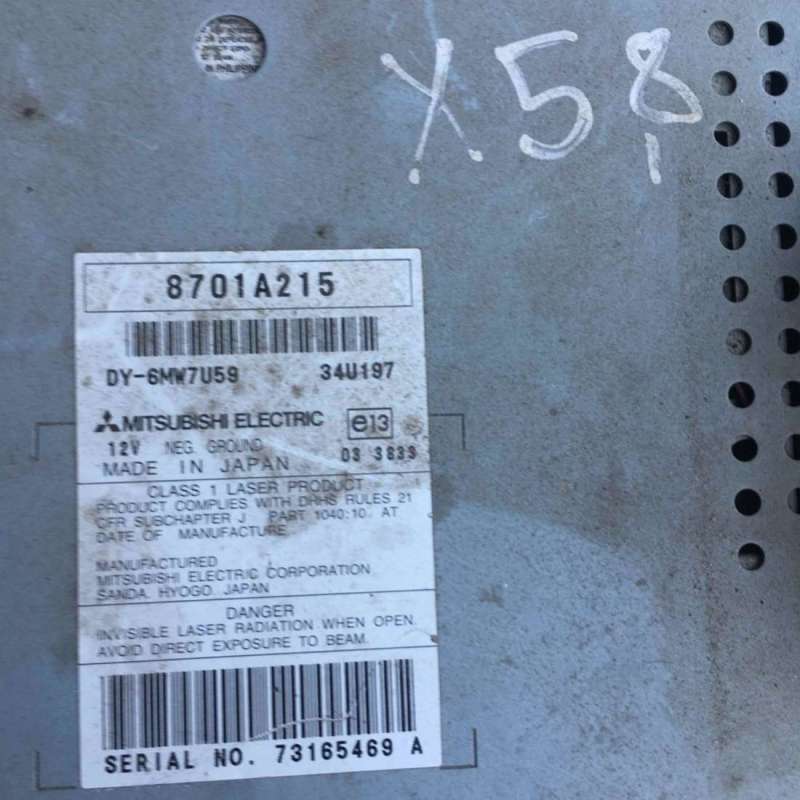 X58
8701A215
DY-6MW7U59 34U197
MITSUBISHI ELECTRIC e13
12V NEG. GROUND 03 3633
MADE IN JAPAN
CLASS 1 LASER PRODUCT
PRODUCT COMPLIES WITH DHHS RULES 21
CFR SUBCHAPTER J PART 1040:10 AT
DATE OF MANUFACTURE
MANUFACTURED
MITSUBISHI ELECTRIC CORPORATION
SANDA, HYOGO, JAPAN
DANGER
INVISIBLE LASER RADIATION WHEN OPEN.
AVOID DIRECT EXPOSURE TO BEAM.
SERIAL NO. 73165469 A